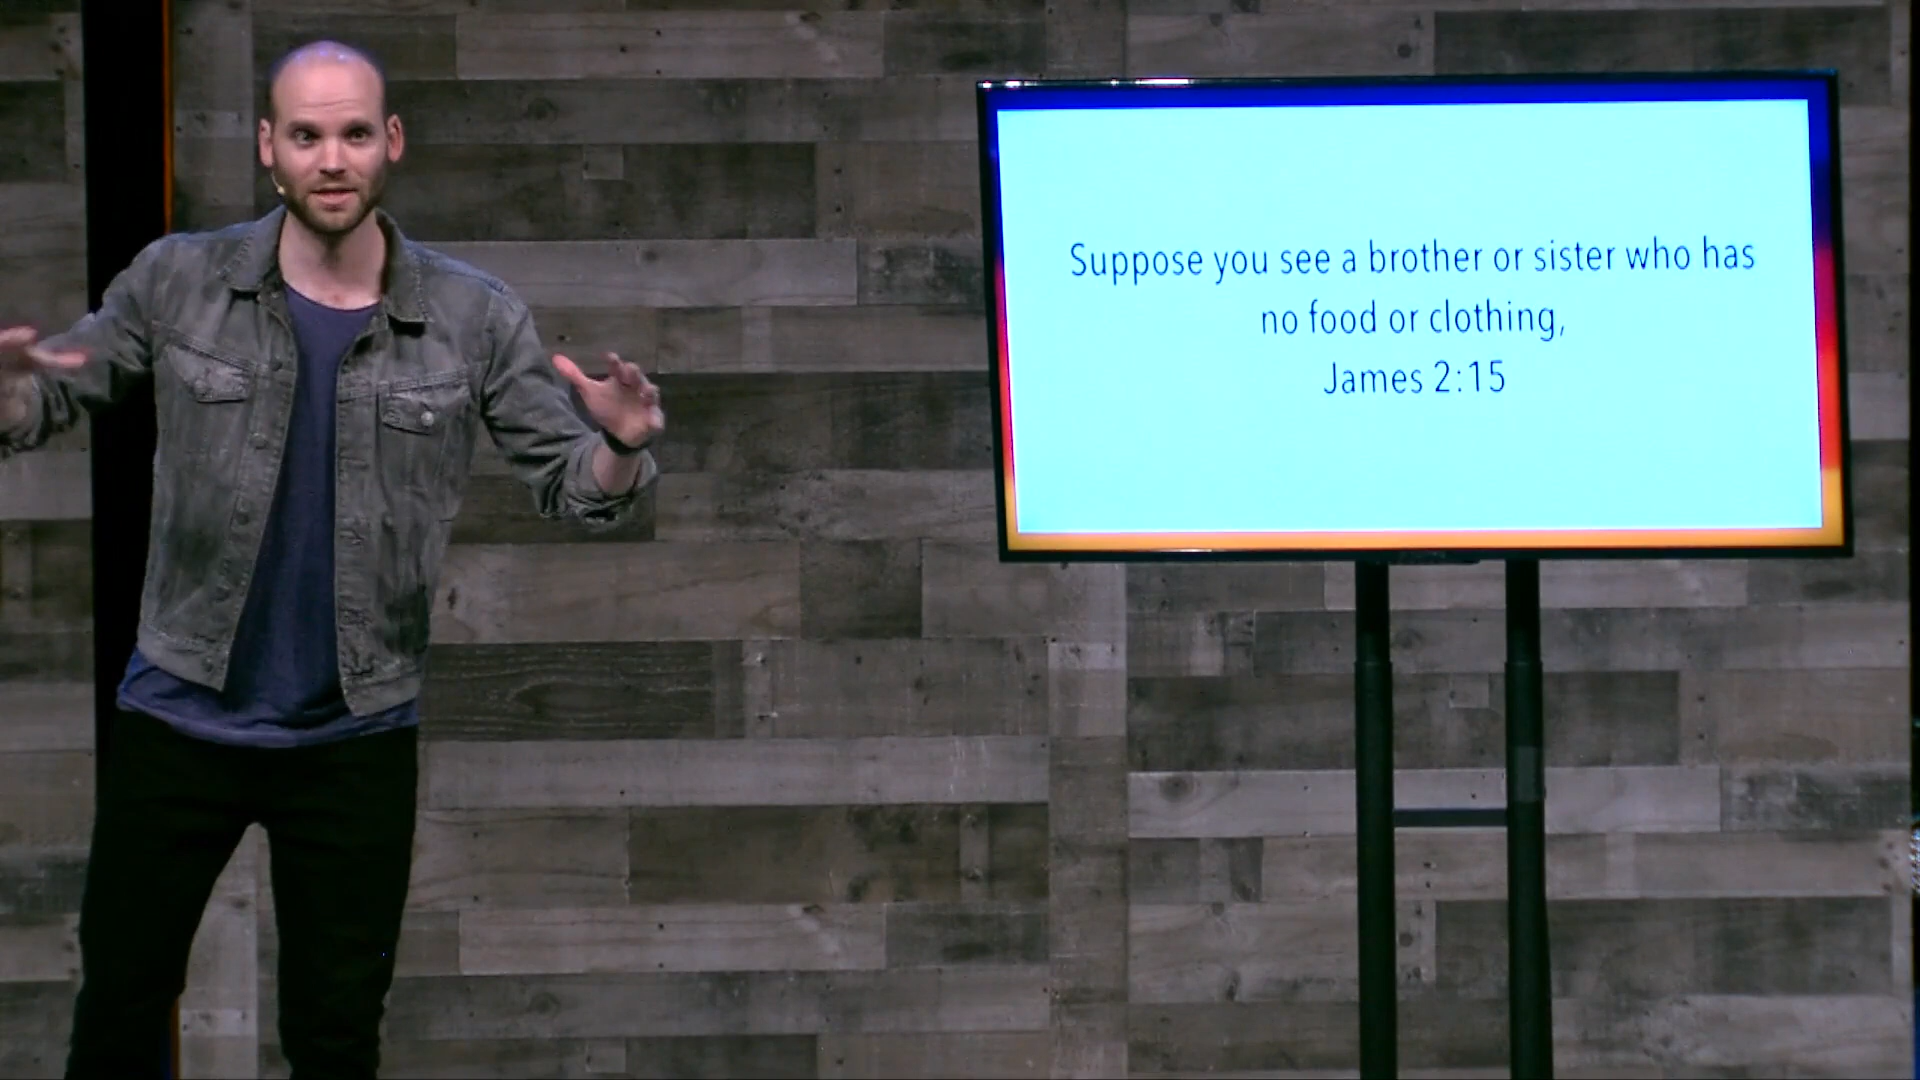 Suppose you see a brother or sister who has
no food or clothing,
James 2:15